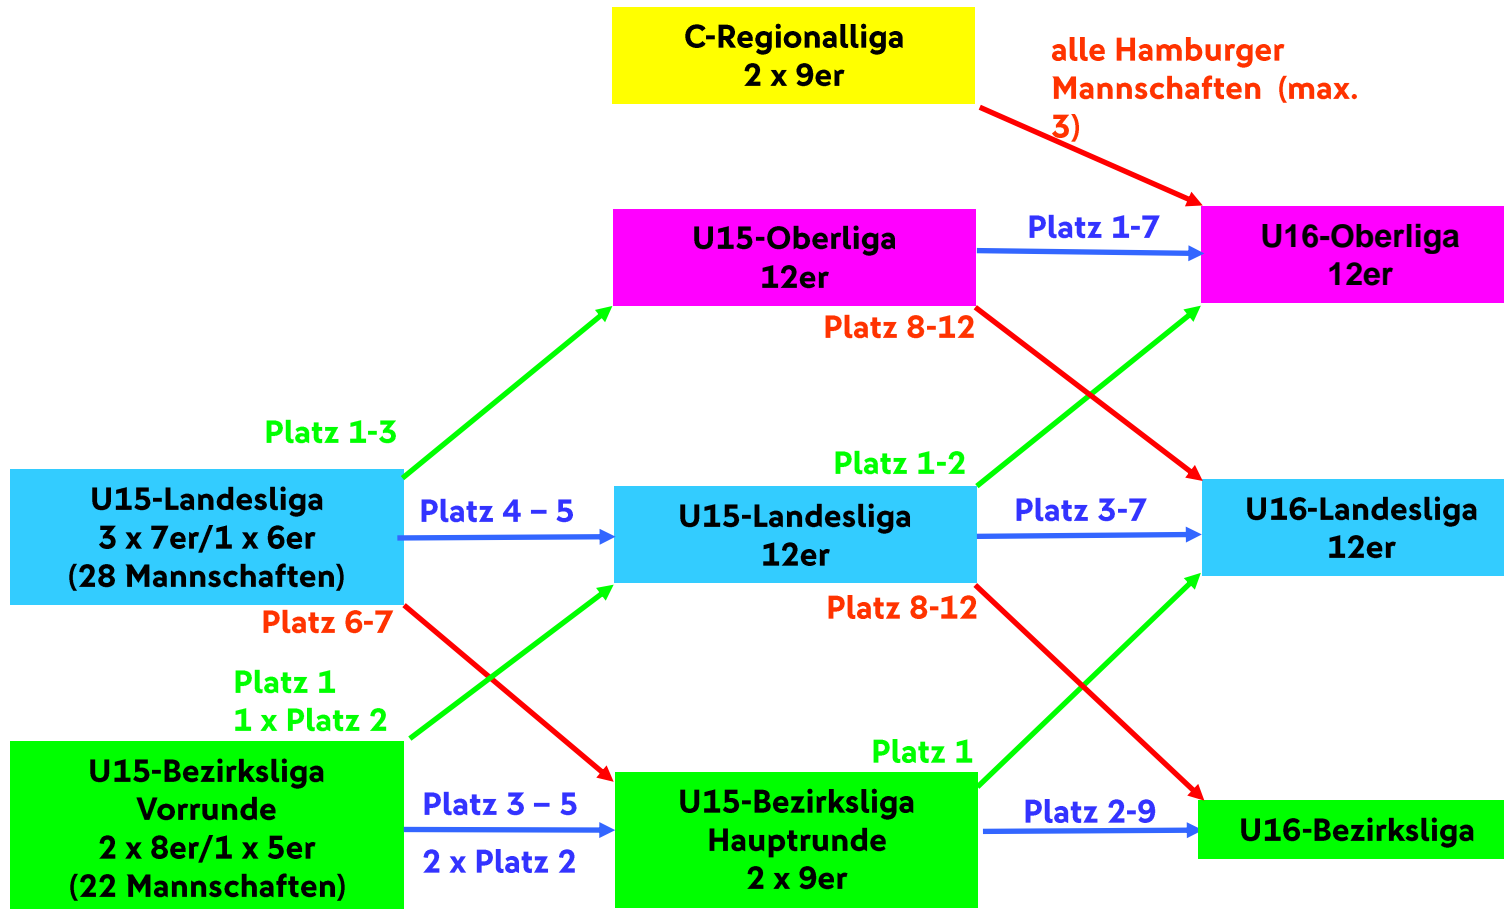 C-Regionalliga
2 x 9er
alle Hamburger
Mannschaften (max.
3)
U15-Oberliga
12er
Platz 1-7
U16-Oberliga
12er
Platz 8-12
Platz 1-3
Platz 1-2
U15-Landesliga
3 x 7er/1 x 6er
(28 Mannschaften)
Platz 4 – 5
U15-Landesliga
12er
Platz 3-7
U16-Landesliga
12er
Platz 6-7
Platz 8-12
Platz 1
1 x Platz 2
Platz 1
U15-Bezirksliga
Vorrunde
2 x 8er/1 x 5er
(22 Mannschaften)
Platz 3 – 5
2 x Platz 2
U15-Bezirksliga
Hauptrunde
2 x 9er
Platz 2-9
U16-Bezirksliga